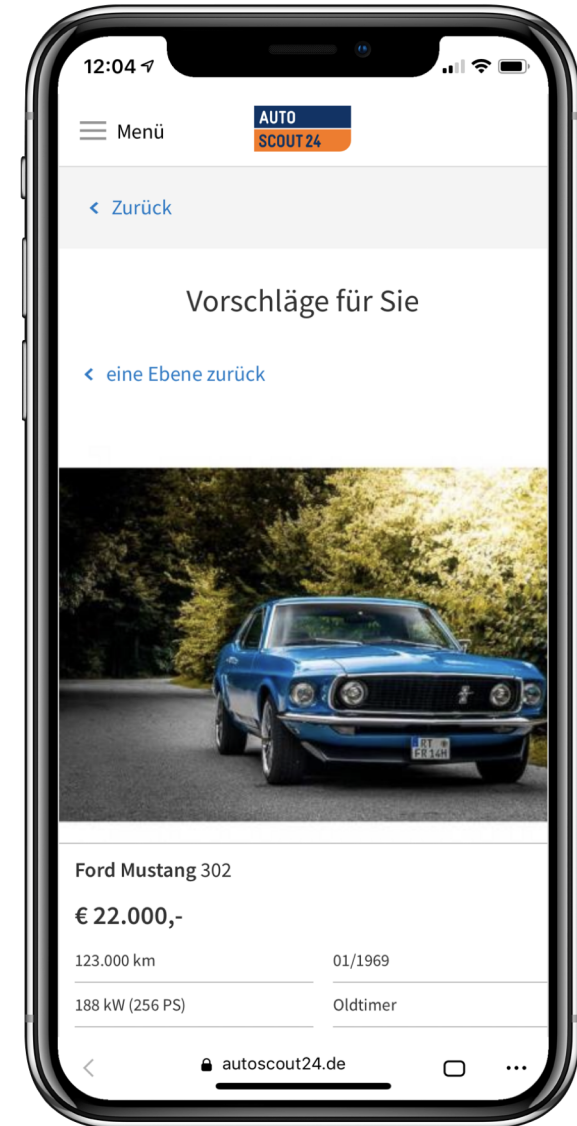 12:04
Menü
AUTO
SCOUT24
Zurück
Vorschläge für Sie
eine Ebene zurück
RT
FR 14H
Ford Mustang 302
€ 22.000,-
123.000 km 01/1969
188 kW (256 PS) Oldtimer
autoscout24.de